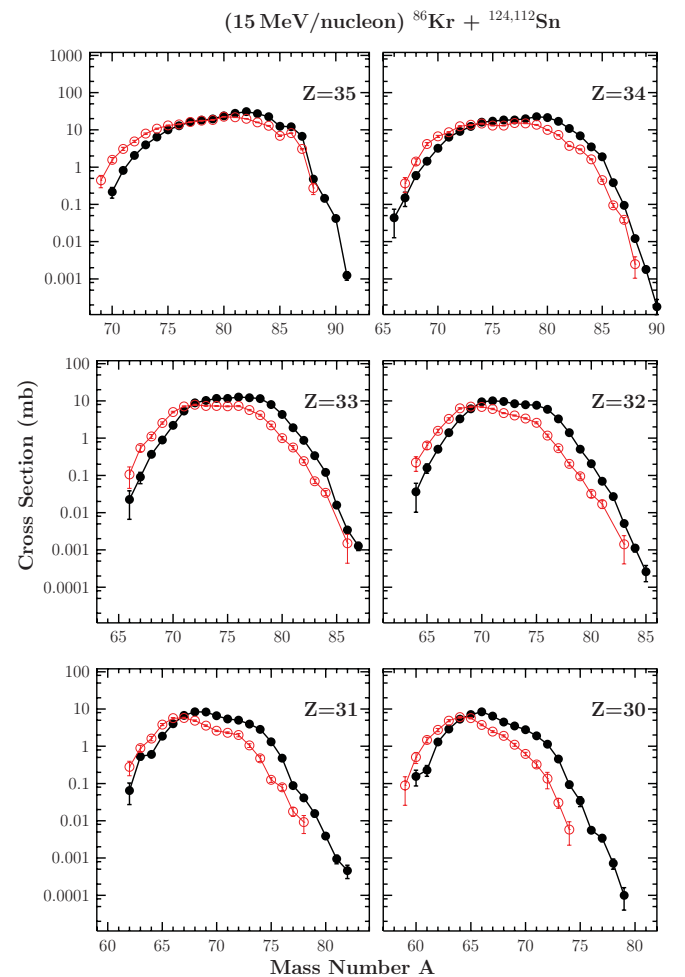 (15 MeV/nucleon) ⁸⁶Kr + ¹²⁴,¹¹²Sn
1000
100
10
1
0.1
0.01
0.001
Z=35
Z=34
70 75 80 85 90
65 70 75 80 85 90
100
10
1
0.1
0.01
0.001
0.0001
Z=33
Z=32
65 70 75 80 85
65 70 75 80 85
Cross Section (mb)
100
10
1
0.1
0.01
0.001
0.0001
Z=31
Z=30
60 65 70 75 80
60 65 70 75 80
Mass Number A